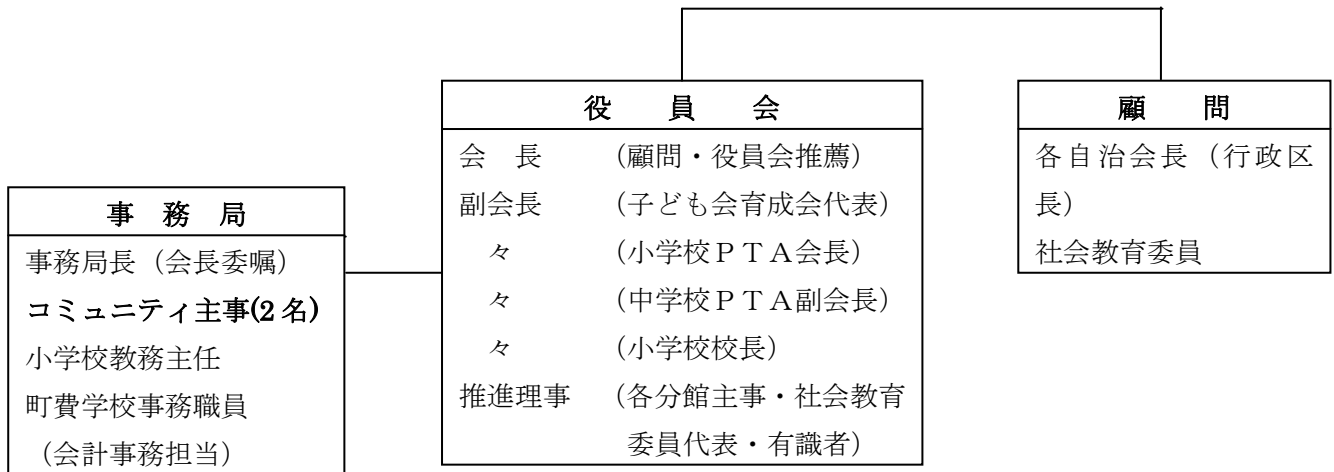 役　員　会
会　長　　（顧問・役員会推薦）
副会長　　（子ども会育成会代表）
々　　（小学校ＰＴＡ会長）
々　　（中学校ＰＴＡ副会長）
々　　（小学校校長）
推進理事　　（各分館主事・社会教育
委員代表・有識者）
顧　問
各自治会長（行政区
長）
社会教育委員
事　務　局
事務局長（会長委嘱）
コミュニティ主事(2名)
小学校教務主任
町費学校事務職員
（会計事務担当）